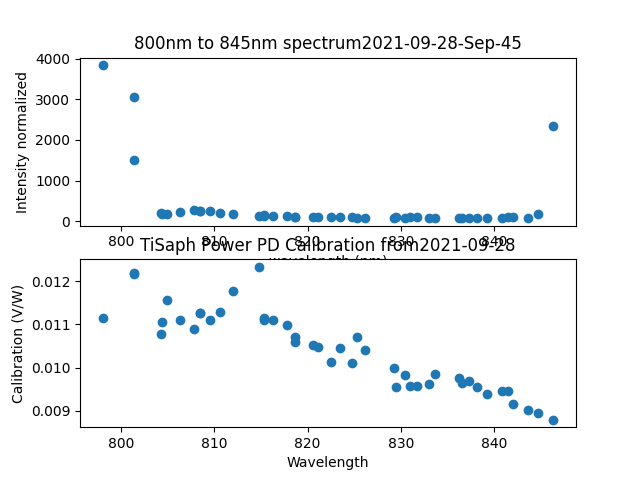 800nm to 845nm spectrum2021-09-28-Sep-45
4000
3000
2000
1000
0
Intensity normalized
800 810 820 830 840
wavelength (nm)
TiSaph Power PD Calibration from2021-09-28
0.012
0.011
0.010
0.009
Calibration (V/W)
800 810 820 830 840
Wavelength